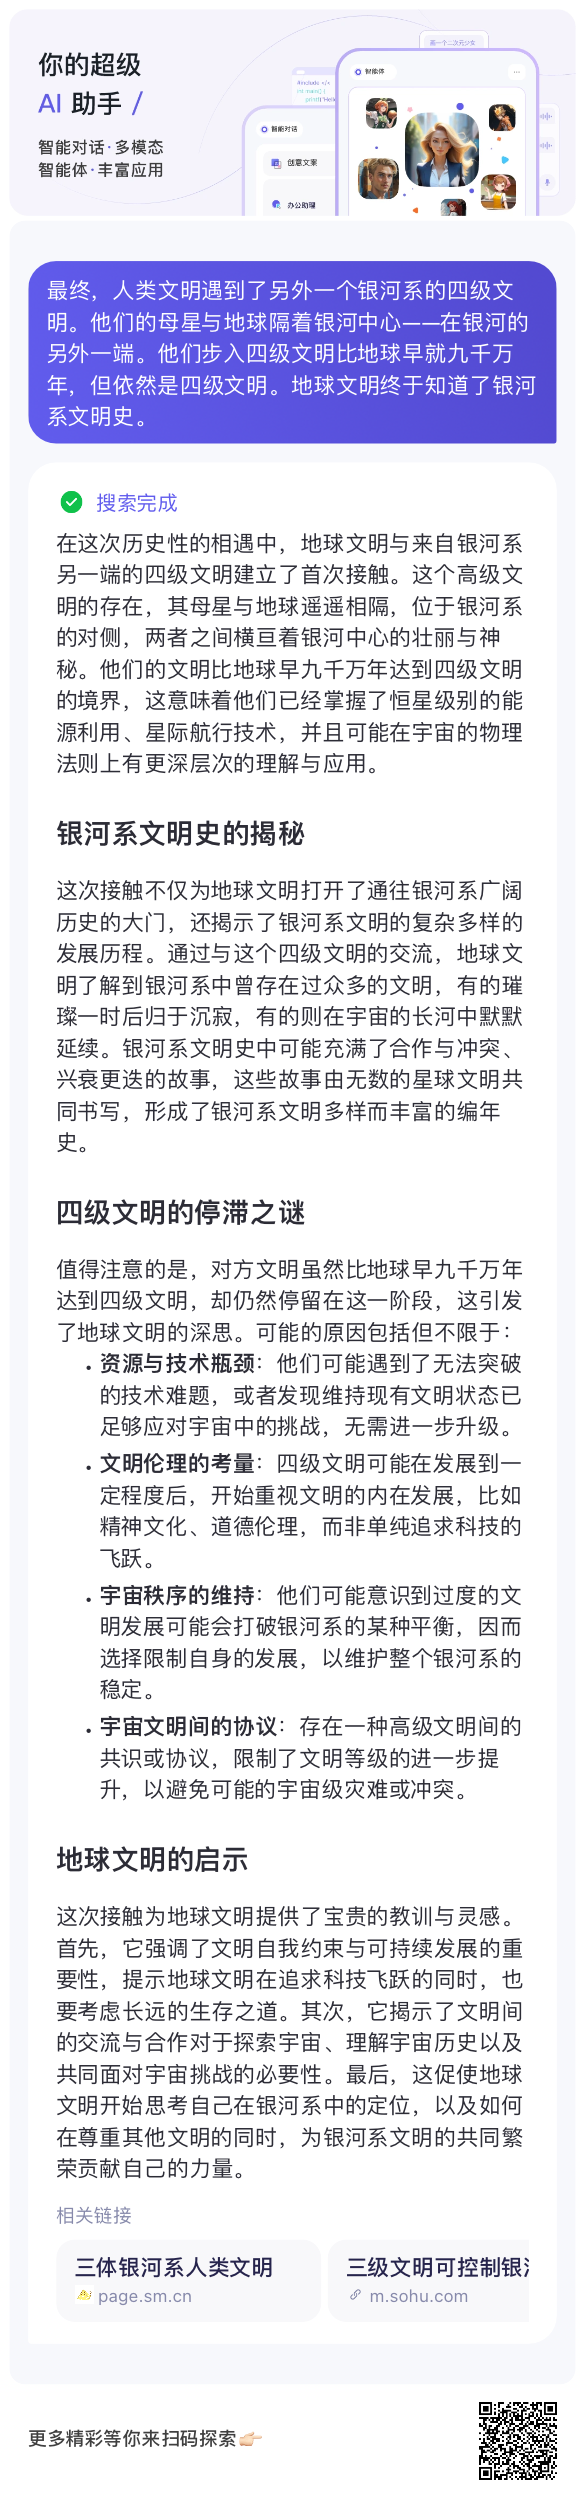 你的超级
AI 助手 /
智能对话·多模态
智能体·丰富应用
画一个二次元少女
#include </>
int main() {
智能体
智能对话
创意文案
办公助理
最终，人类文明遇到了另外一个银河系的四级文
明。他们的母星与地球隔着银河中心——在银河的
另外一端。他们步入四级文明比地球早就九千万
年，但依然是四级文明。地球文明终于知道了银河
系文明史。
搜索完成
在这次历史性的相遇中，地球文明与来自银河系
另一端的四级文明建立了首次接触。这个高级文
明的存在，其母星与地球遥遥相隔，位于银河系
的对侧，两者之间横亘着银河中心的壮丽与神
秘。他们的文明比地球早九千万年达到四级文明
的境界，这意味着他们已经掌握了恒星级别的能
源利用、星际航行技术，并且可能在宇宙的物理
法则上有更深层次的理解与应用。
银河系文明史的揭秘
这次接触不仅为地球文明打开了通往银河系广阔
历史的大门，还揭示了银河系文明的复杂多样的
发展历程。通过与这个四级文明的交流，地球文
明了解到银河系中曾存在过众多的文明，有的璀
璨一时后归于沉寂，有的则在宇宙的长河中默默
延续。银河系文明史中可能充满了合作与冲突、
兴衰更迭的故事，这些故事由无数的星球文明共
同书写，形成了银河系文明多样而丰富的编年
史。
四级文明的停滞之谜
值得注意的是，对方文明虽然比地球早九千万年
达到四级文明，却仍然停留在这一阶段，这引发
了地球文明的深思。可能的原因包括但不限于：
• 资源与技术瓶颈：他们可能遇到了无法突破
的技术难题，或者发现维持现有文明状态已
足够应对宇宙中的挑战，无需进一步升级。
• 文明伦理的考量：四级文明可能在发展到一
定程度后，开始重视文明的内在发展，比如
精神文化、道德伦理，而非单纯追求科技的
飞跃。
• 宇宙秩序的维持：他们可能意识到过度的文
明发展可能会打破银河系的某种平衡，因而
选择限制自身的发展，以维护整个银河系的
稳定。
• 宇宙文明间的协议：存在一种高级文明间的
共识或协议，限制了文明等级的进一步提
升，以避免可能的宇宙级灾难或冲突。
地球文明的启示
这次接触为地球文明提供了宝贵的教训与灵感。
首先，它强调了文明自我约束与可持续发展的重
要性，提示地球文明在追求科技飞跃的同时，也
要考虑长远的生存之道。其次，它揭示了文明间
的交流与合作对于探索宇宙、理解宇宙历史以及
共同面对宇宙挑战的必要性。最后，这促使地球
文明开始思考自己在银河系中的定位，以及如何
在尊重其他文明的同时，为银河系文明的共同繁
荣贡献自己的力量。
相关链接
三体银河系人类文明
page.sm.cn
三级文明可控制银
m.sohu.com
更多精彩等你来扫码探索👉🏻